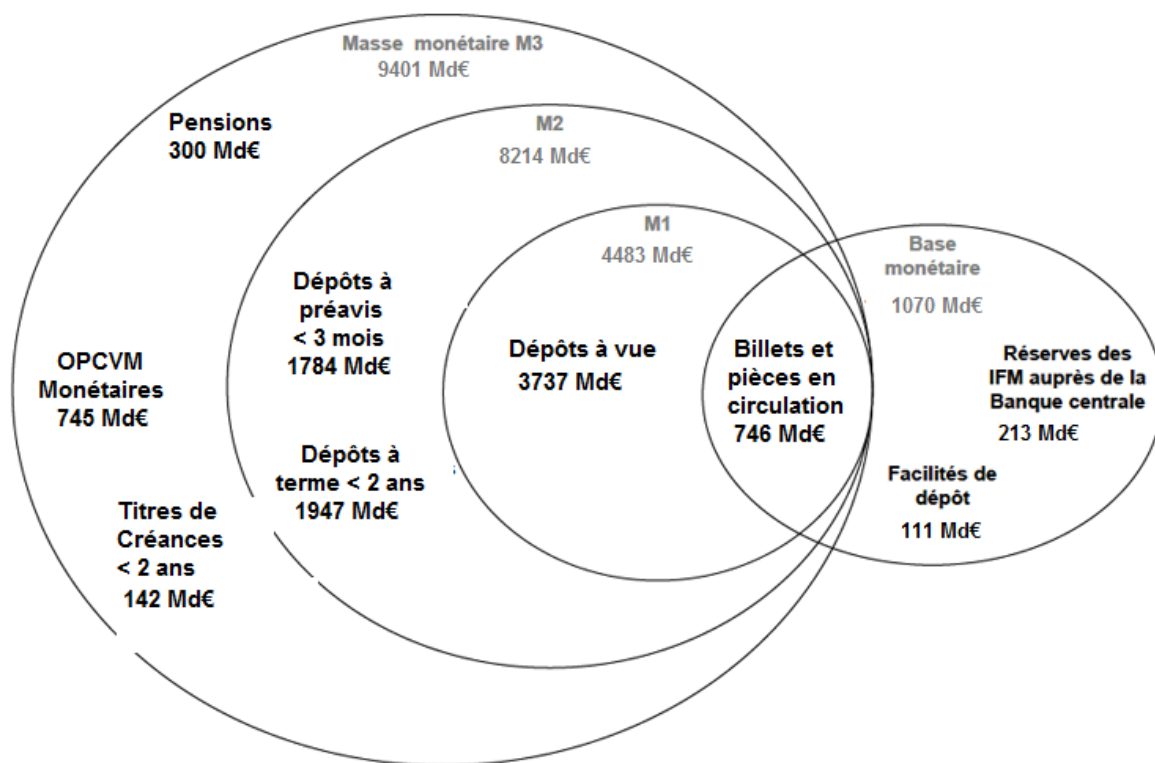 Masse monétaire M3
9401 Md€
Pensions
300 Md€
M2
8214 Md€
M1
4483 Md€
Base
monétaire
1070 Md€
Dépôts à
préavis
< 3 mois
1784 Md€
Dépôts à vue
3737 Md€
Billets et
pièces en
circulation
746 Md€
Réserves des
IFM auprès de la
Banque centrale
213 Md€
OPCVM
Monétaires
745 Md€
Dépôts à
terme < 2 ans
1947 Md€
Facilités de
dépôt
111 Md€
Titres de
Créances
< 2 ans
142 Md€